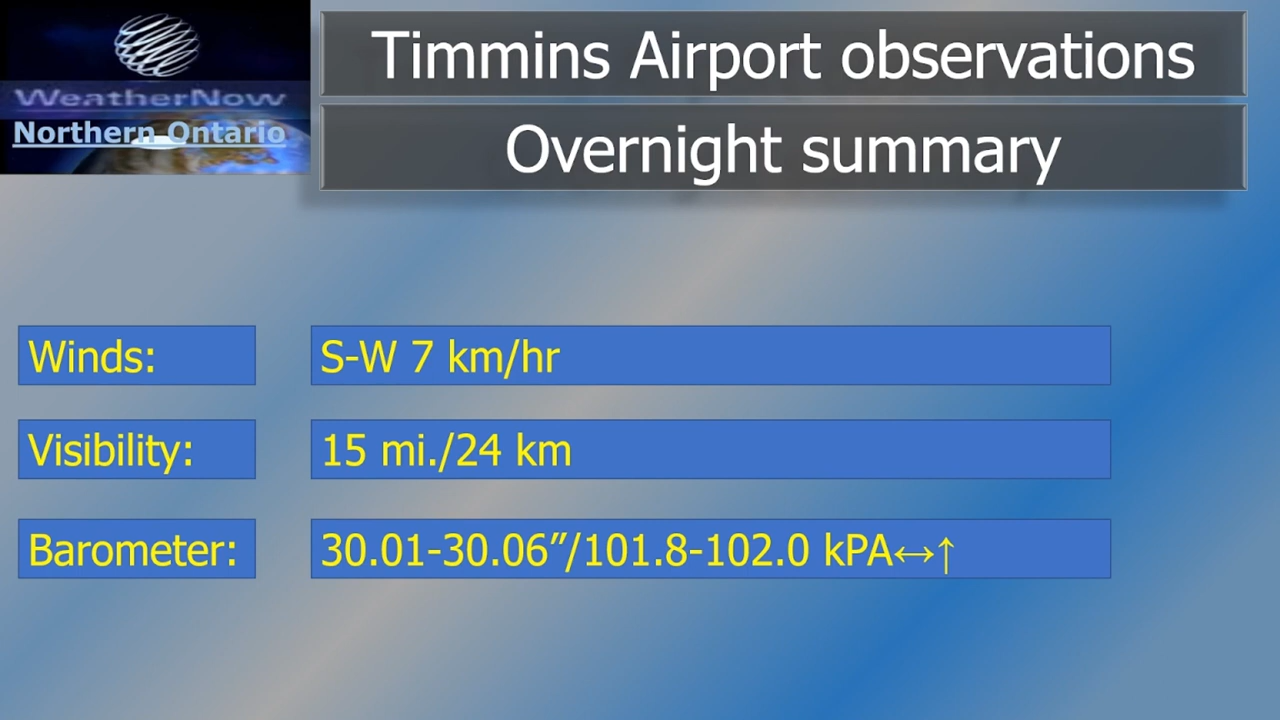 WeatherNow
Northern Ontario
Timmins Airport observations
Overnight summary
Winds:
S-W 7 km/hr
Visibility:
15 mi./24 km
Barometer:
30.01-30.06”/101.8-102.0 kPA↔↑